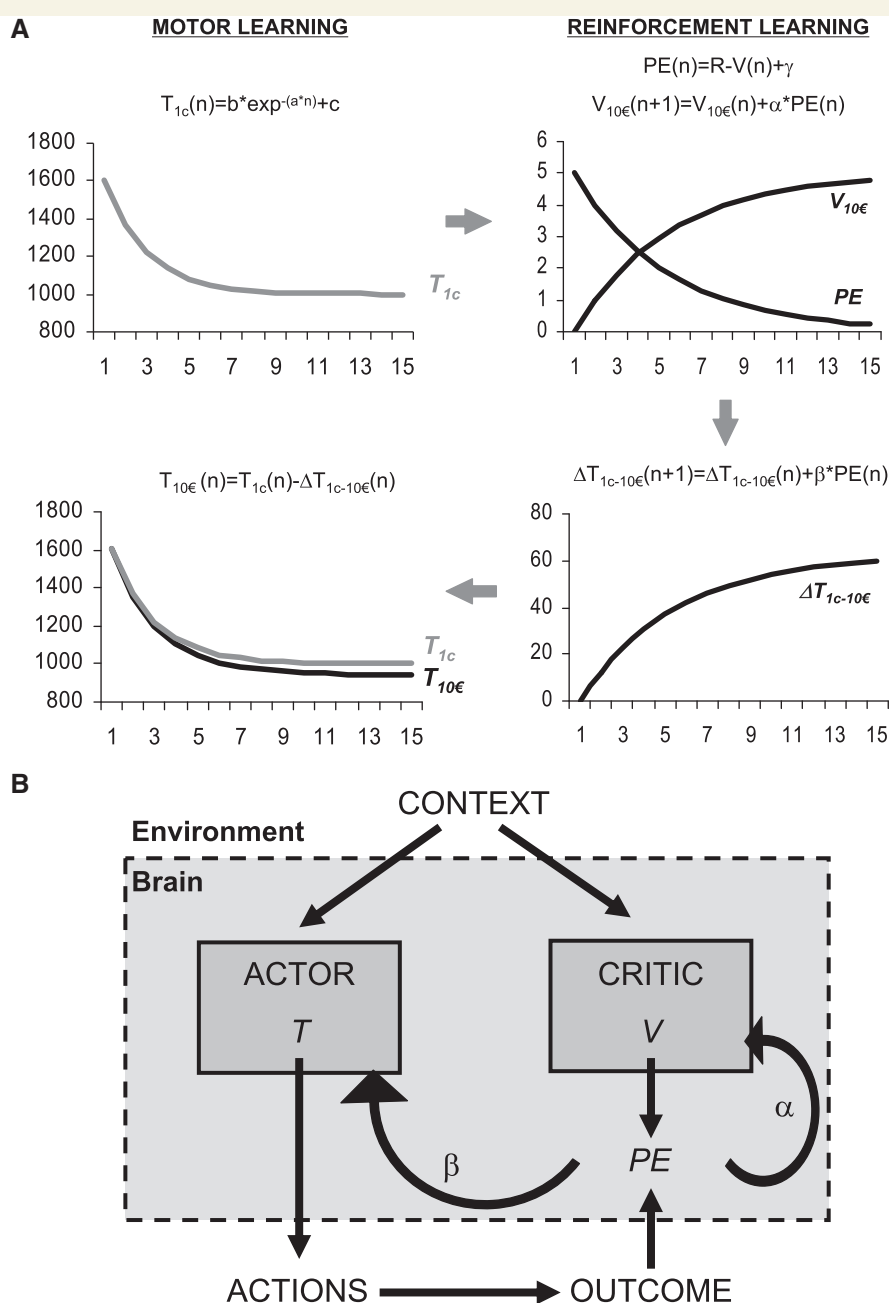 A
MOTOR LEARNING
REINFORCEMENT LEARNING
PE(n)=R-V(n)+γ
T1c(n)=b*exp-(a*n)+c
V10€(n+1)=V10€(n)+α*PE(n)
1800
1600
1400
1200
1000
800
T1c
1 3 5 7 9 11 13 15
6
5
4
3
2
1
0
V10€
PE
1 3 5 7 9 11 13 15
T10€ (n)=T1c(n)-ΔT1c-10€(n)
ΔT1c-10€(n+1)=ΔT1c-10€(n)+β*PE(n)
1800
1600
1400
1200
1000
800
T1c
T10€
1 3 5 7 9 11 13 15
80
60
40
20
0
ΔT1c-10€
1 3 5 7 9 11 13 15
B
CONTEXT
Environment
Brain
ACTOR
CRITIC
T
V
α
β
PE
ACTIONS
OUTCOME